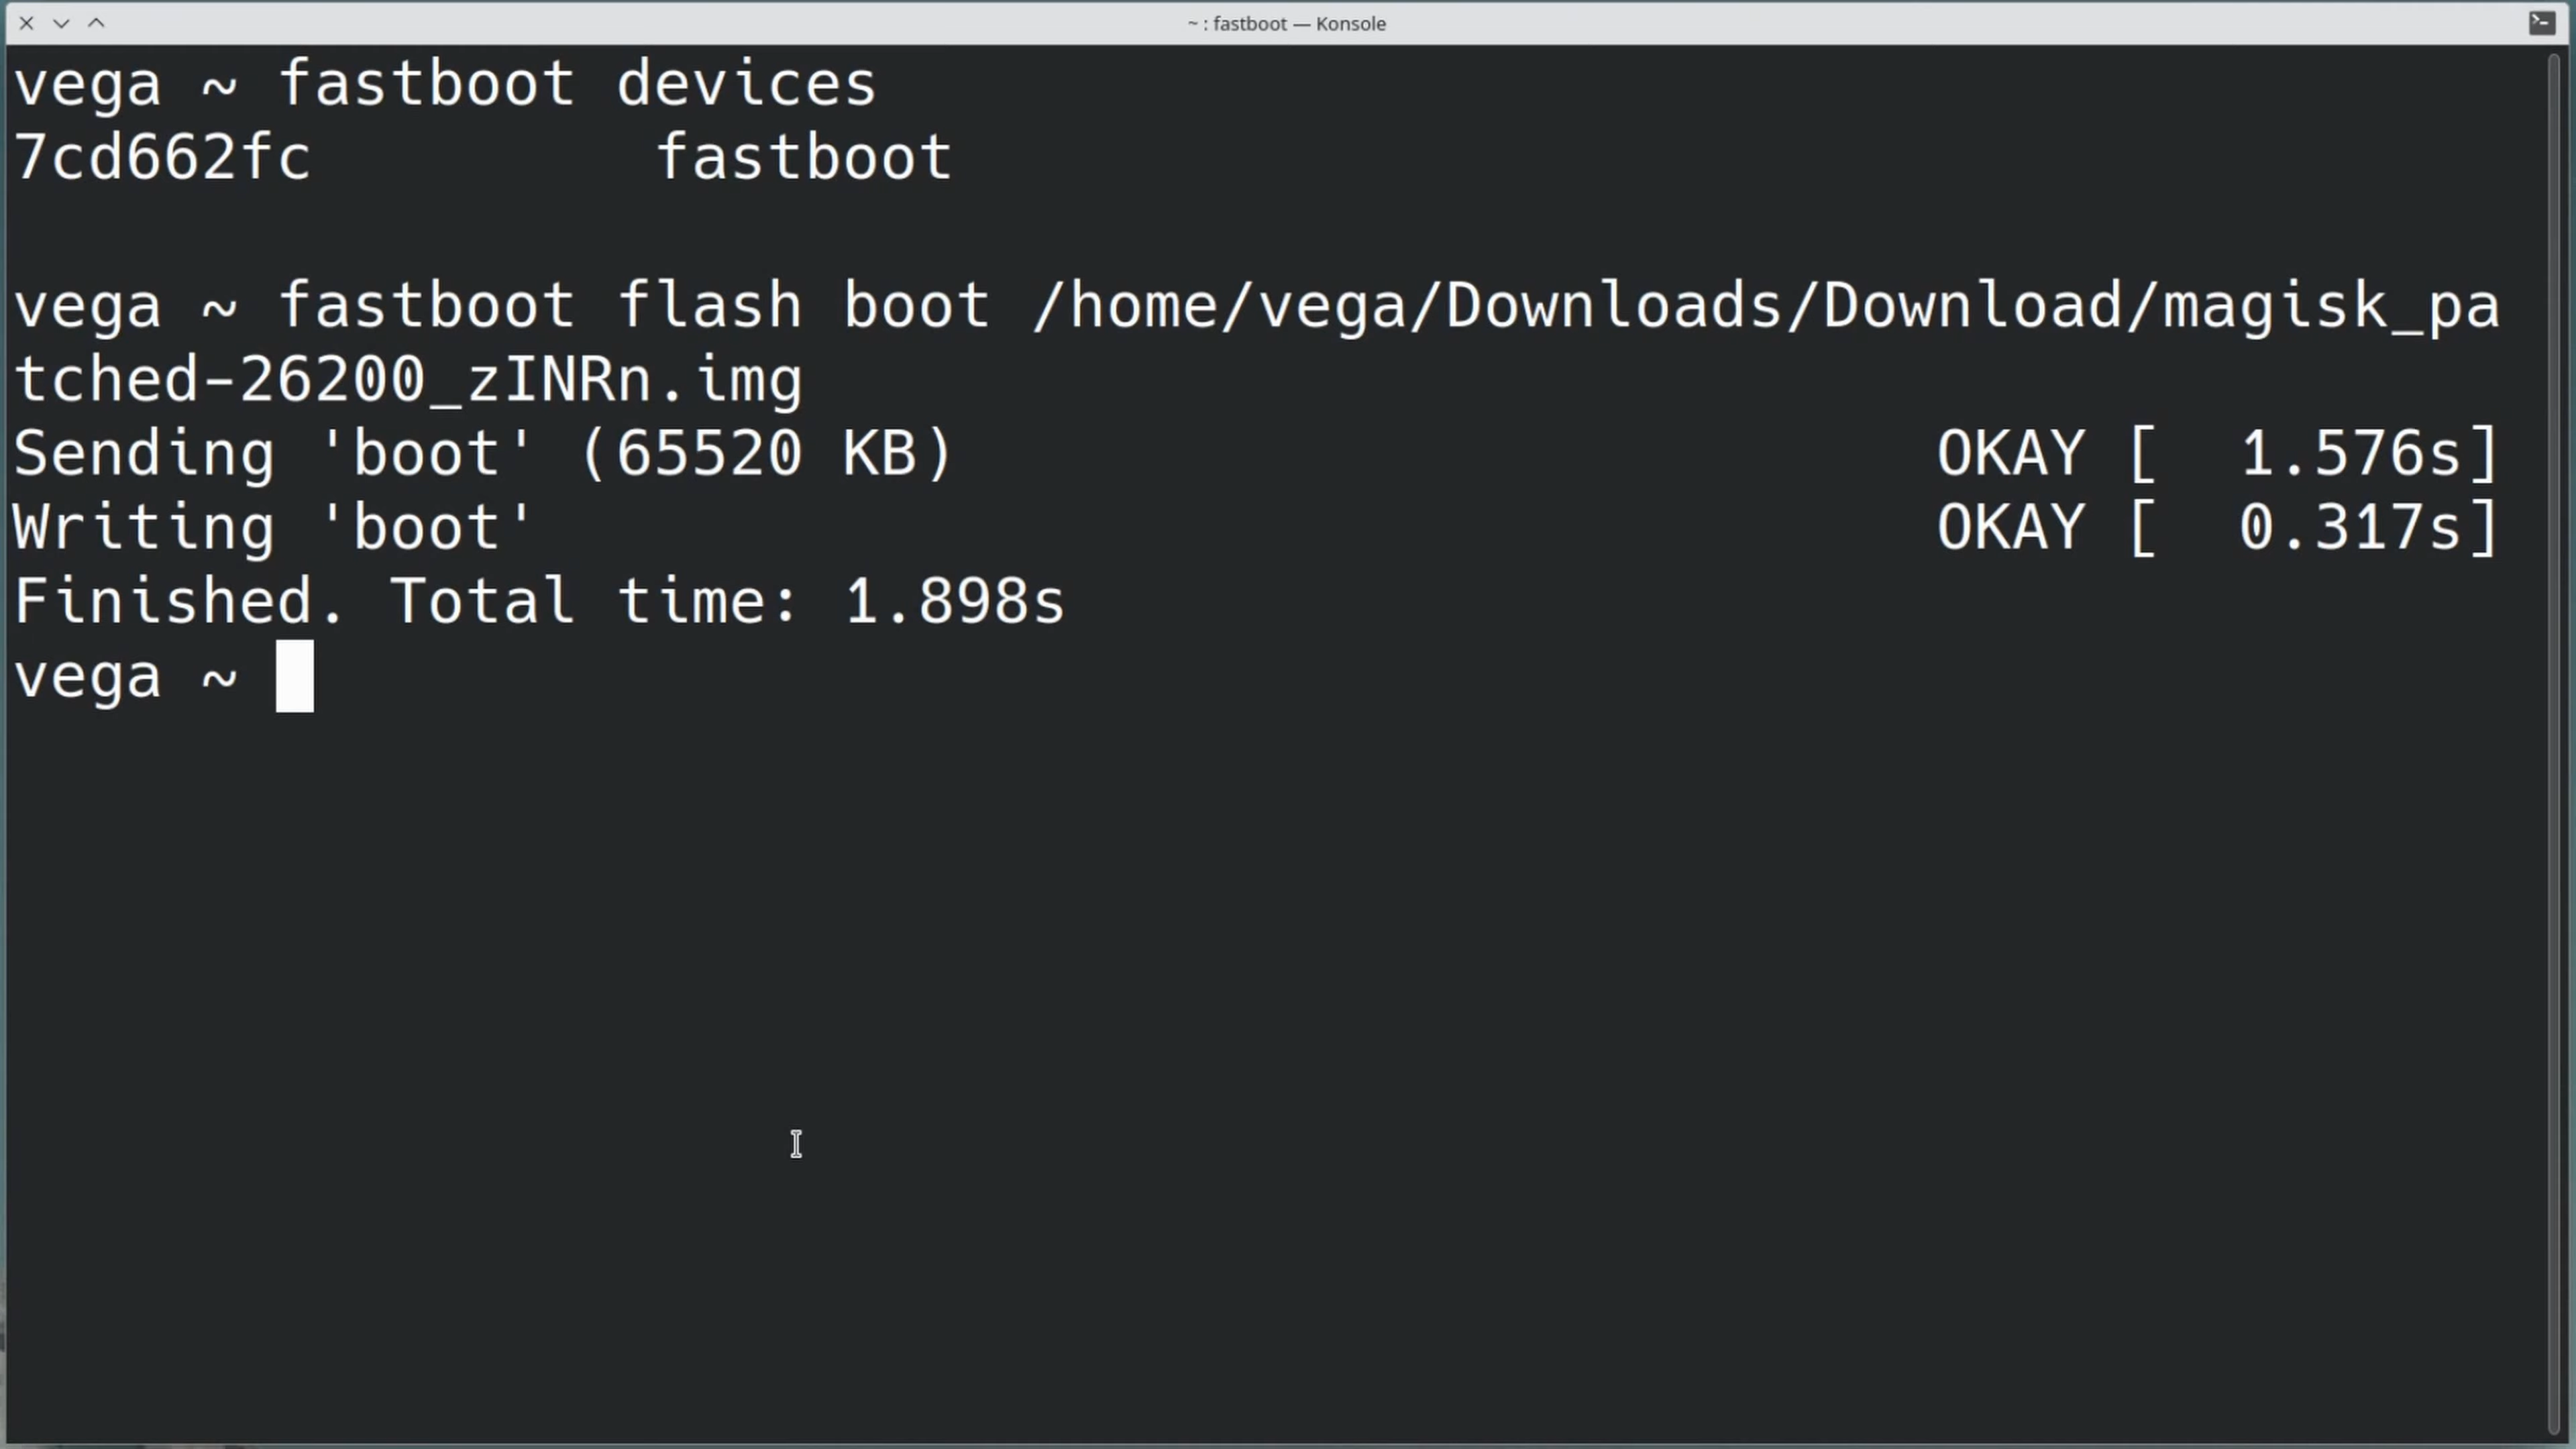 ~ : fastboot — Konsole
vega ~ fastboot devices
7cd662fc         fastboot
vega ~ fastboot flash boot /home/vega/Downloads/Download/magisk_pa
tched-26200_zINRn.img
Sending 'boot' (65520 KB)                          OKAY [  1.576s]
Writing 'boot'                                     OKAY [  0.317s]
Finished. Total time: 1.898s
vega ~